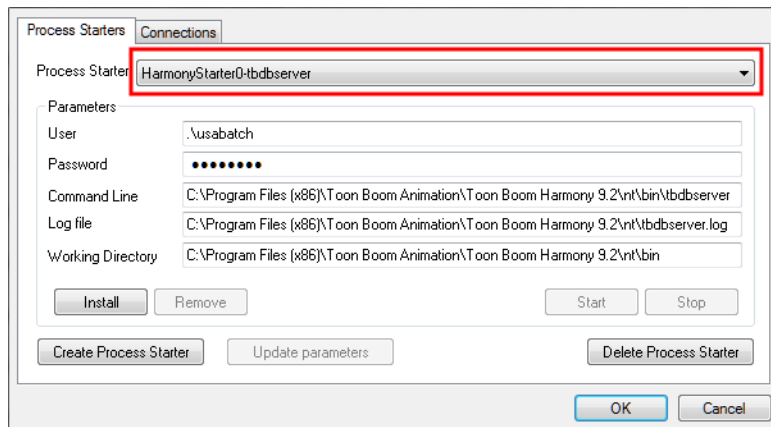 Process Starters Connections
Process Starter HarmonyStarter0-tbdbserver
Parameters
User .\usabatch
Password ●●●●●●●●
Command Line C:\Program Files (x86)\Toon Boom Animation\Toon Boom Harmony 9.2\nt\bin\tbdbserver
Log file C:\Program Files (x86)\Toon Boom Animation\Toon Boom Harmony 9.2\nt\tbdbserver.log
Working Directory C:\Program Files (x86)\Toon Boom Animation\Toon Boom Harmony 9.2\nt\bin
Install Remove Start Stop
Create Process Starter Update parameters Delete Process Starter
OK Cancel